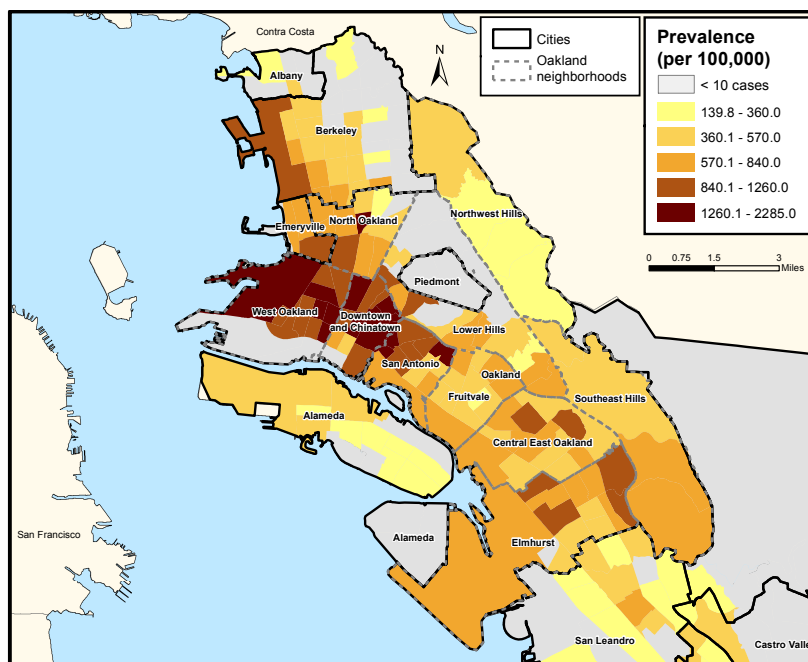 Contra Costa
Albany
Berkeley
N
Cities
Oakland
neighborhoods
Prevalence
(per 100,000)
< 10 cases
139.8 - 360.0
360.1 - 570.0
570.1 - 840.0
840.1 - 1260.0
1260.1 - 2285.0
0 0.75 1.5 3
Miles
Northwest Hills
North Oakland
Emeryville
Piedmont
West Oakland
Downtown
and Chinatown
Lower Hills
San Antonio
Oakland
Fruitvale
Southeast Hills
Alameda
Central East Oakland
San Francisco
Alameda
Elmhurst
San Leandro
Castro Valle